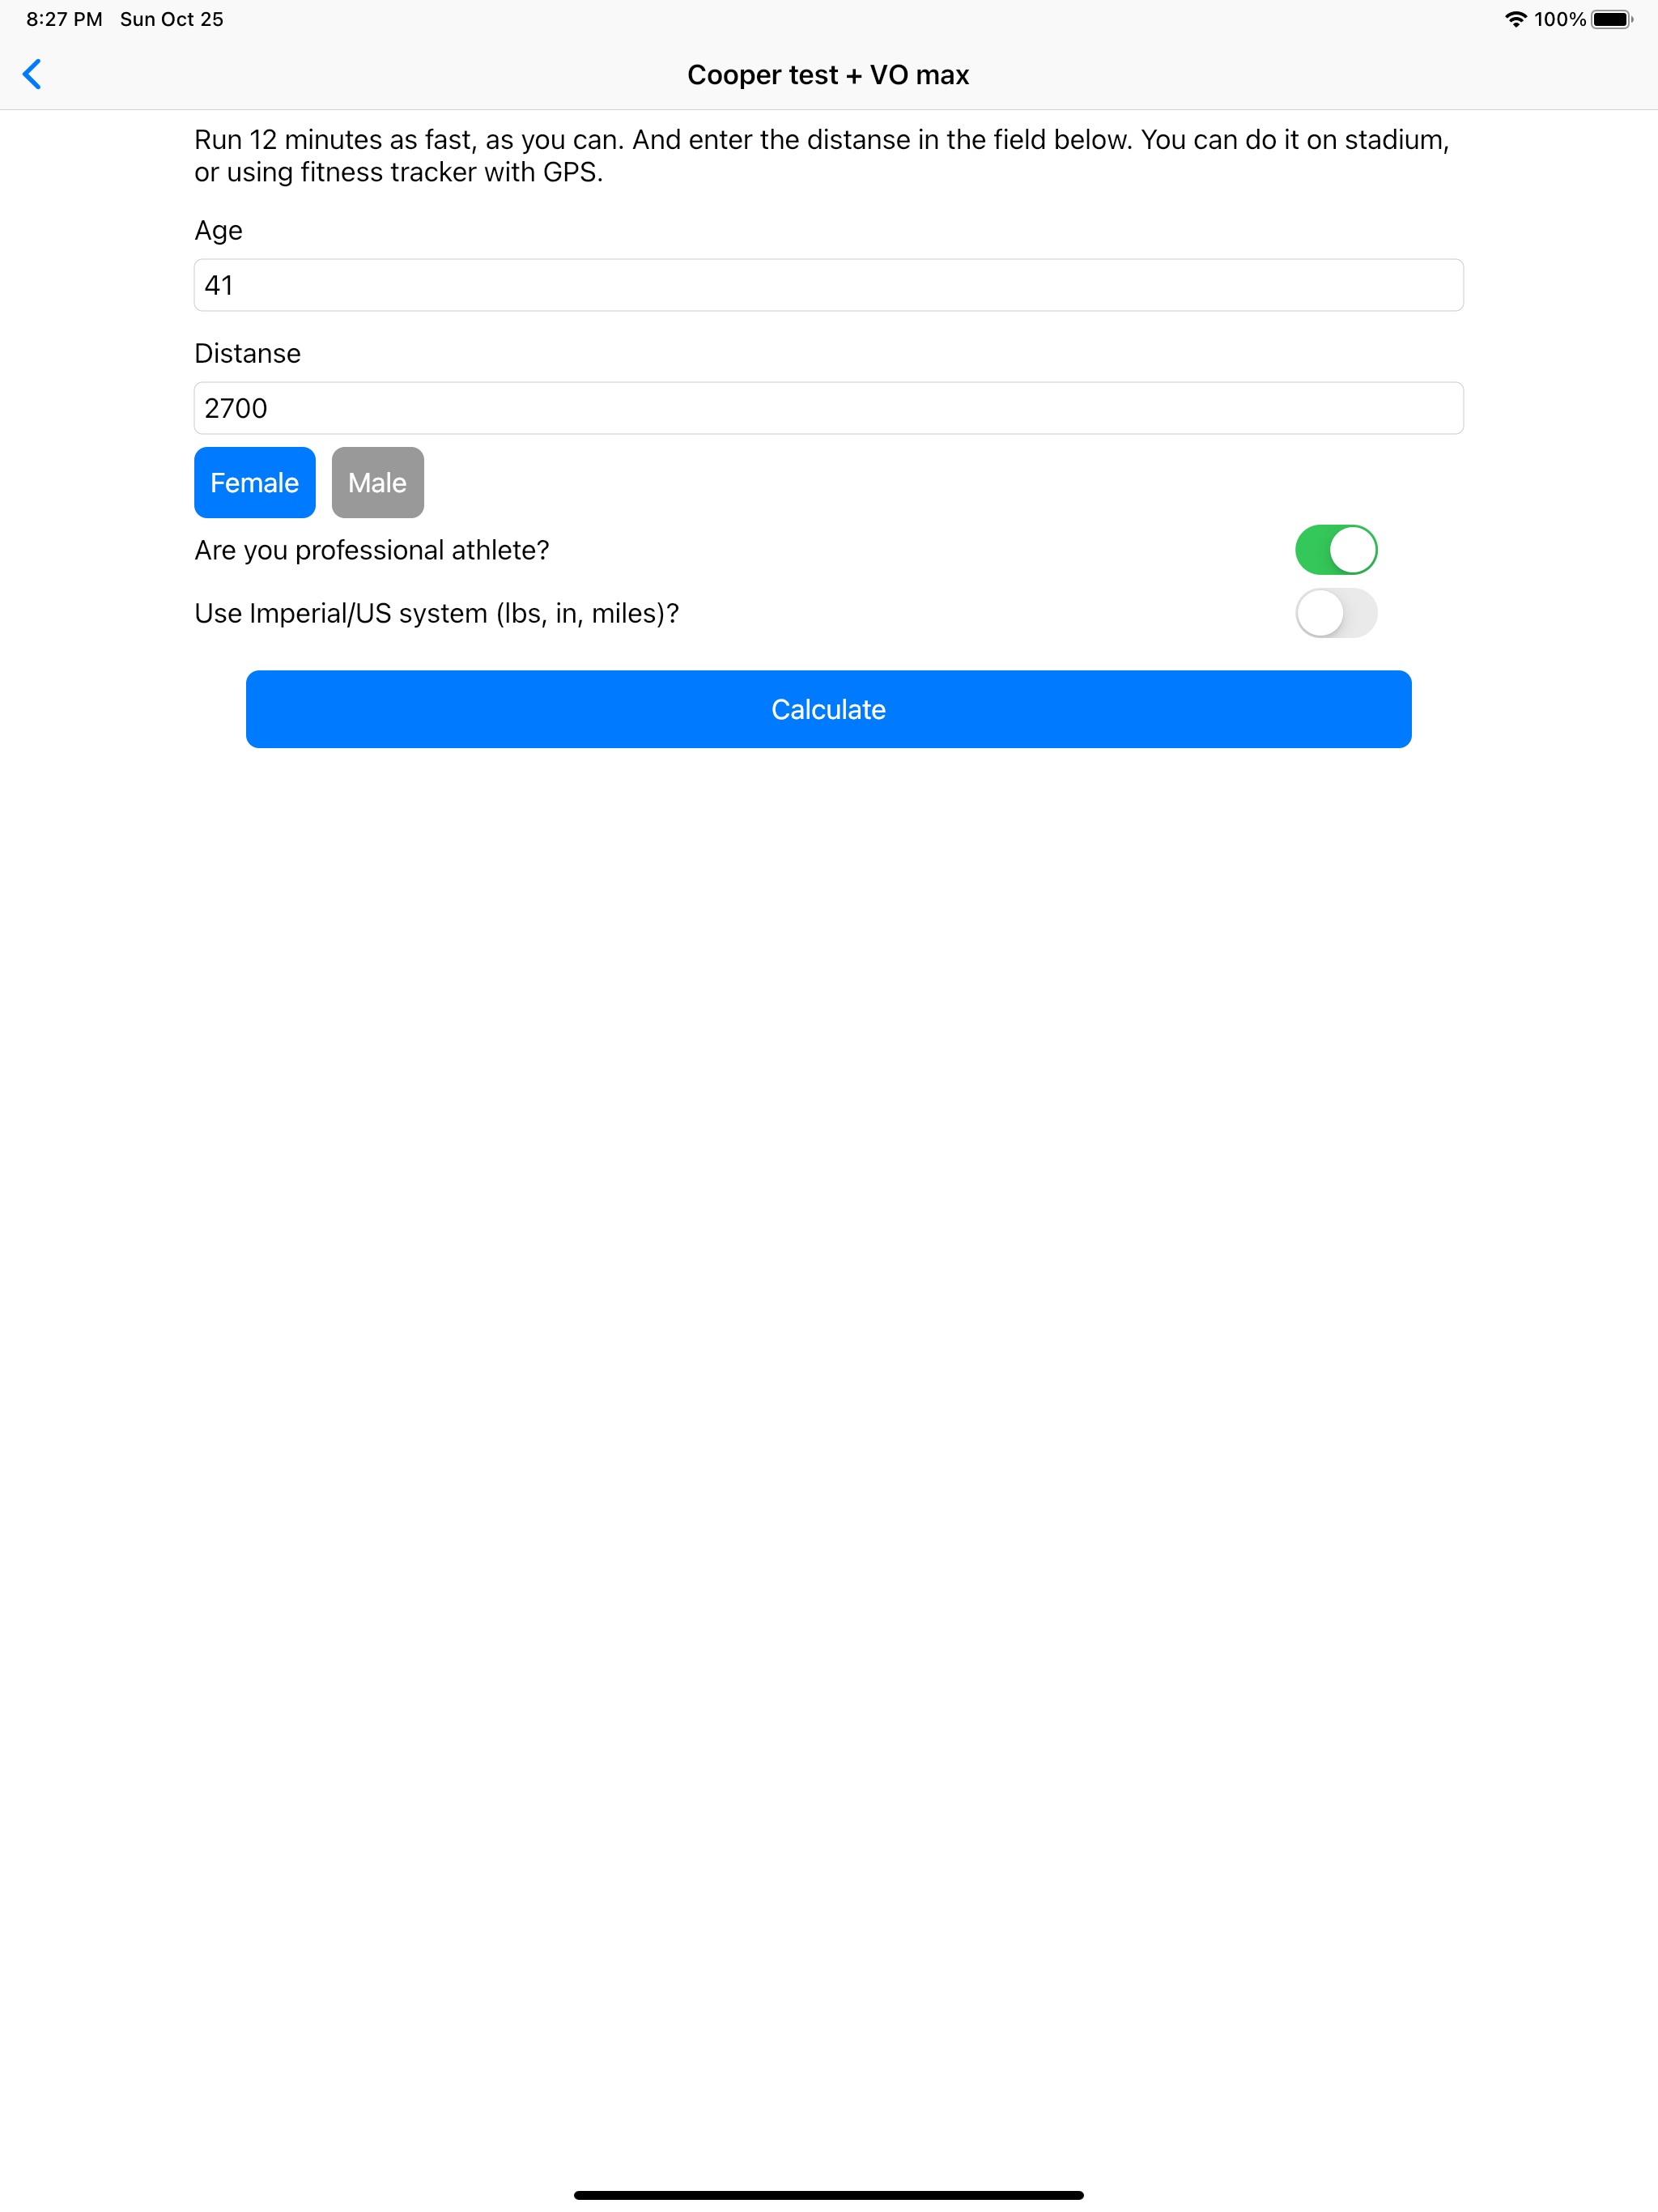 8:27 PM Sun Oct 25 100%
Cooper test + VO max
Run 12 minutes as fast, as you can. And enter the distanse in the field below. You can do it on stadium,
or using fitness tracker with GPS.
Age
41
Distanse
2700
Female Male
Are you professional athlete?
Use Imperial/US system (lbs, in, miles)?
Calculate